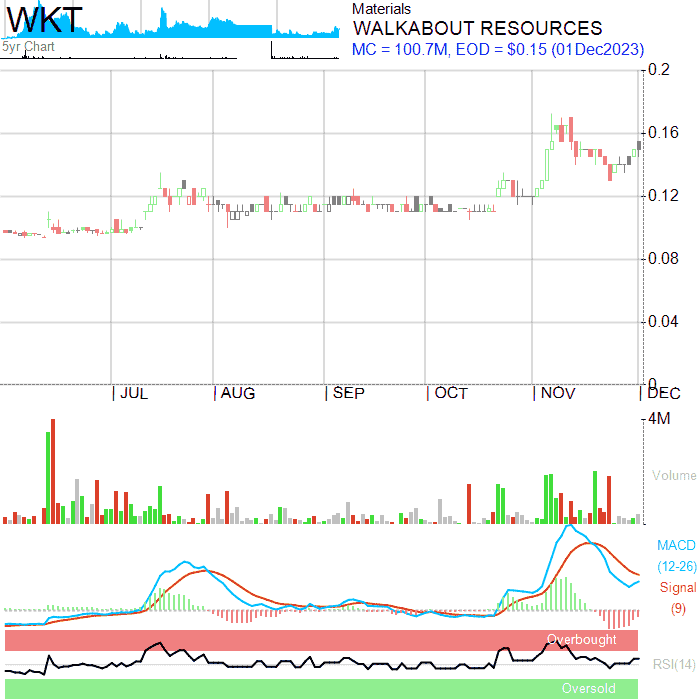 WKT
5yr Chart
Materials
WALKABOUT RESOURCES
MC = 100.7M, EOD = $0.15 (01Dec2023)
0.2
0.16
0.12
0.08
0.04
0
| JUL | AUG | SEP | OCT | NOV | DEC
4M
Volume
MACD
(12-26)
Signal
(9)
Overbought
RSI(14)
Oversold